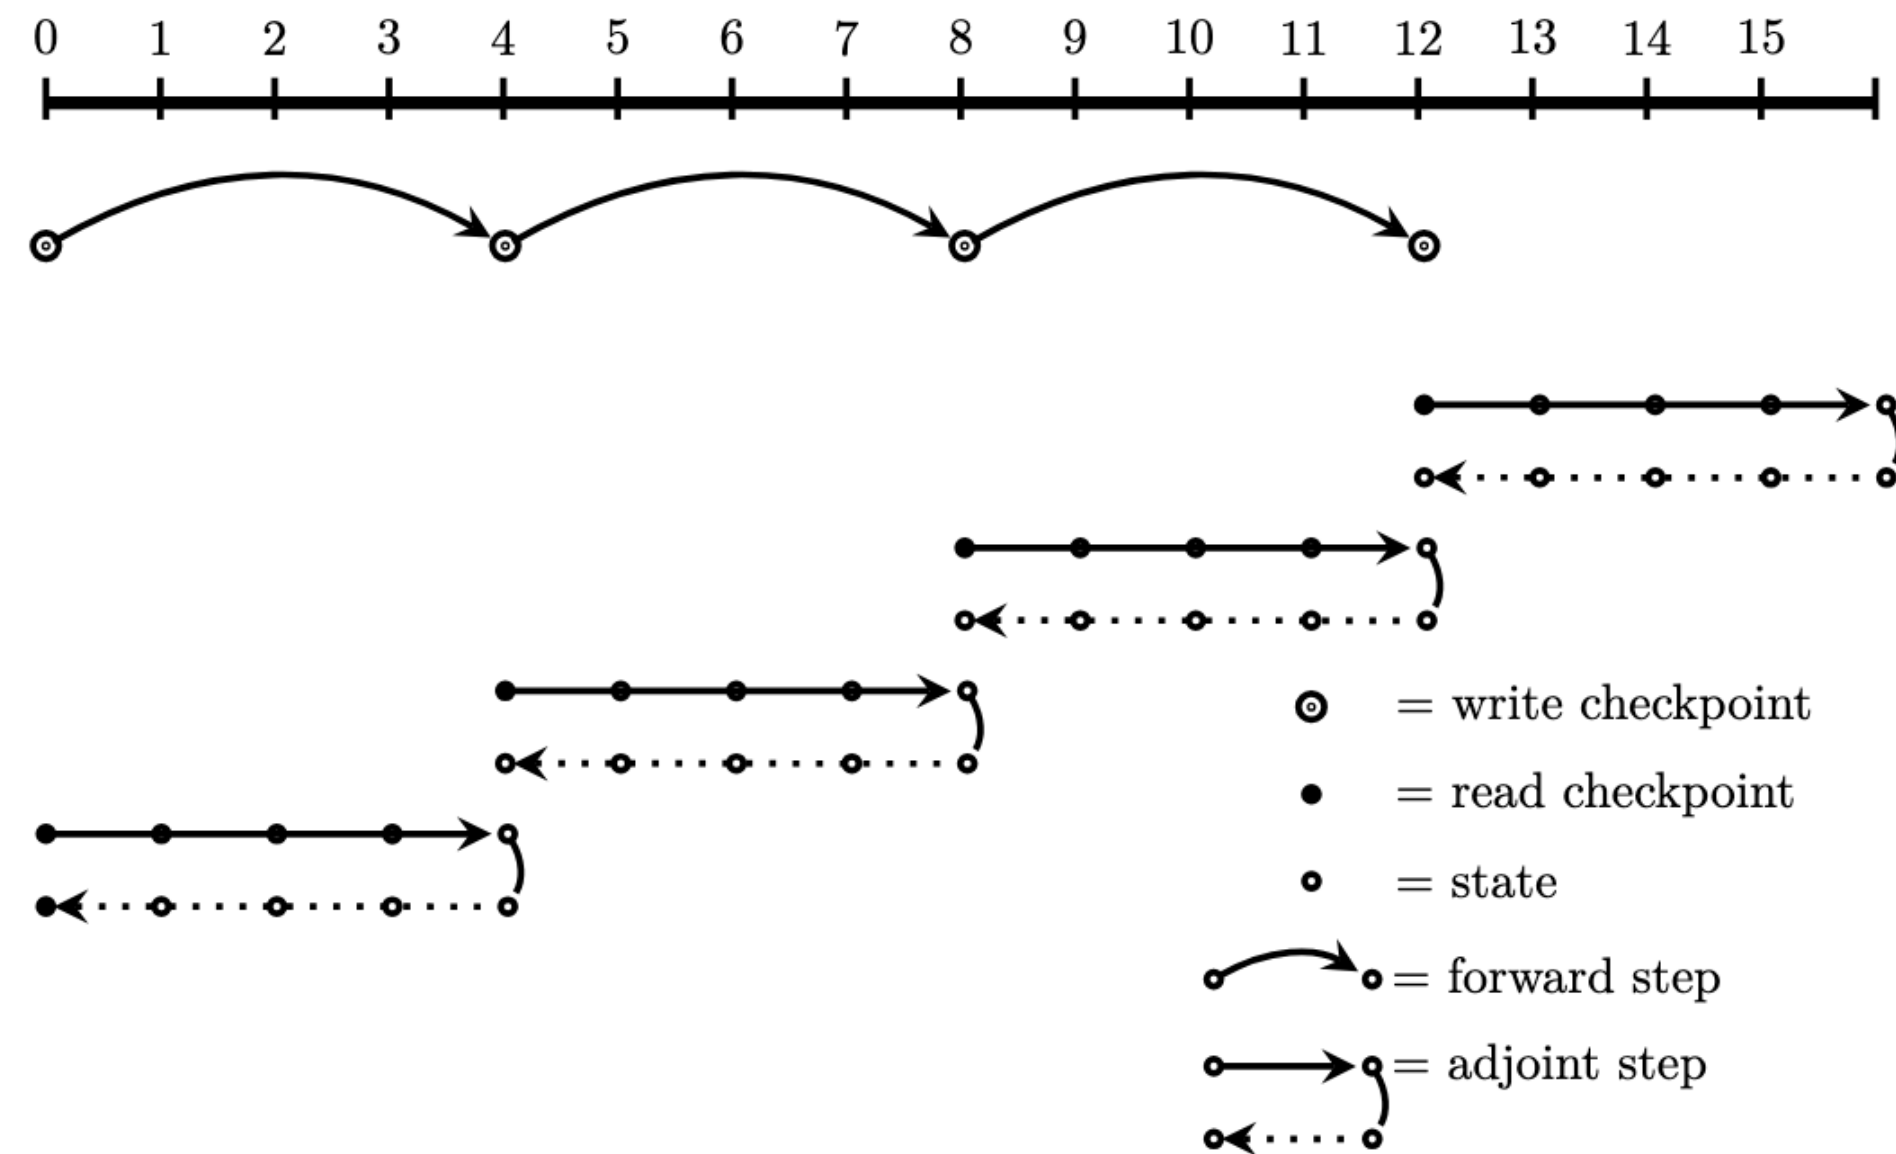 0 1 2 3 4 5 6 7 8 9 10 11 12 13 14 15
= write checkpoint
= read checkpoint
= state
= forward step
= adjoint step